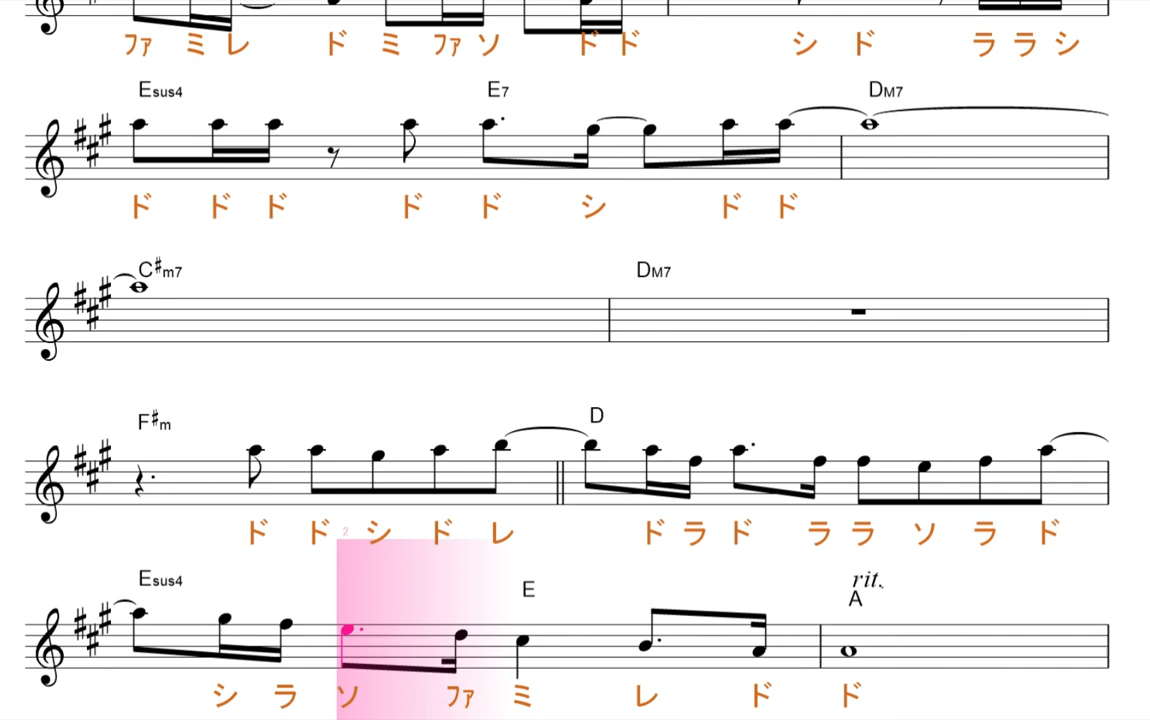 ファ ミ レ ド ミ ファ ソ ド ド シ ド ラ ラ シ
Esus4 E7 DM7
ド ド ド ド ド シ ド ド
C#m7 DM7
F#m D
ド ド シ ド レ ド ラ ド ラ ラ ソ ラ ド
2
Esus4 E rit. A
シ ラ ソ ファ ミ レ ド ド